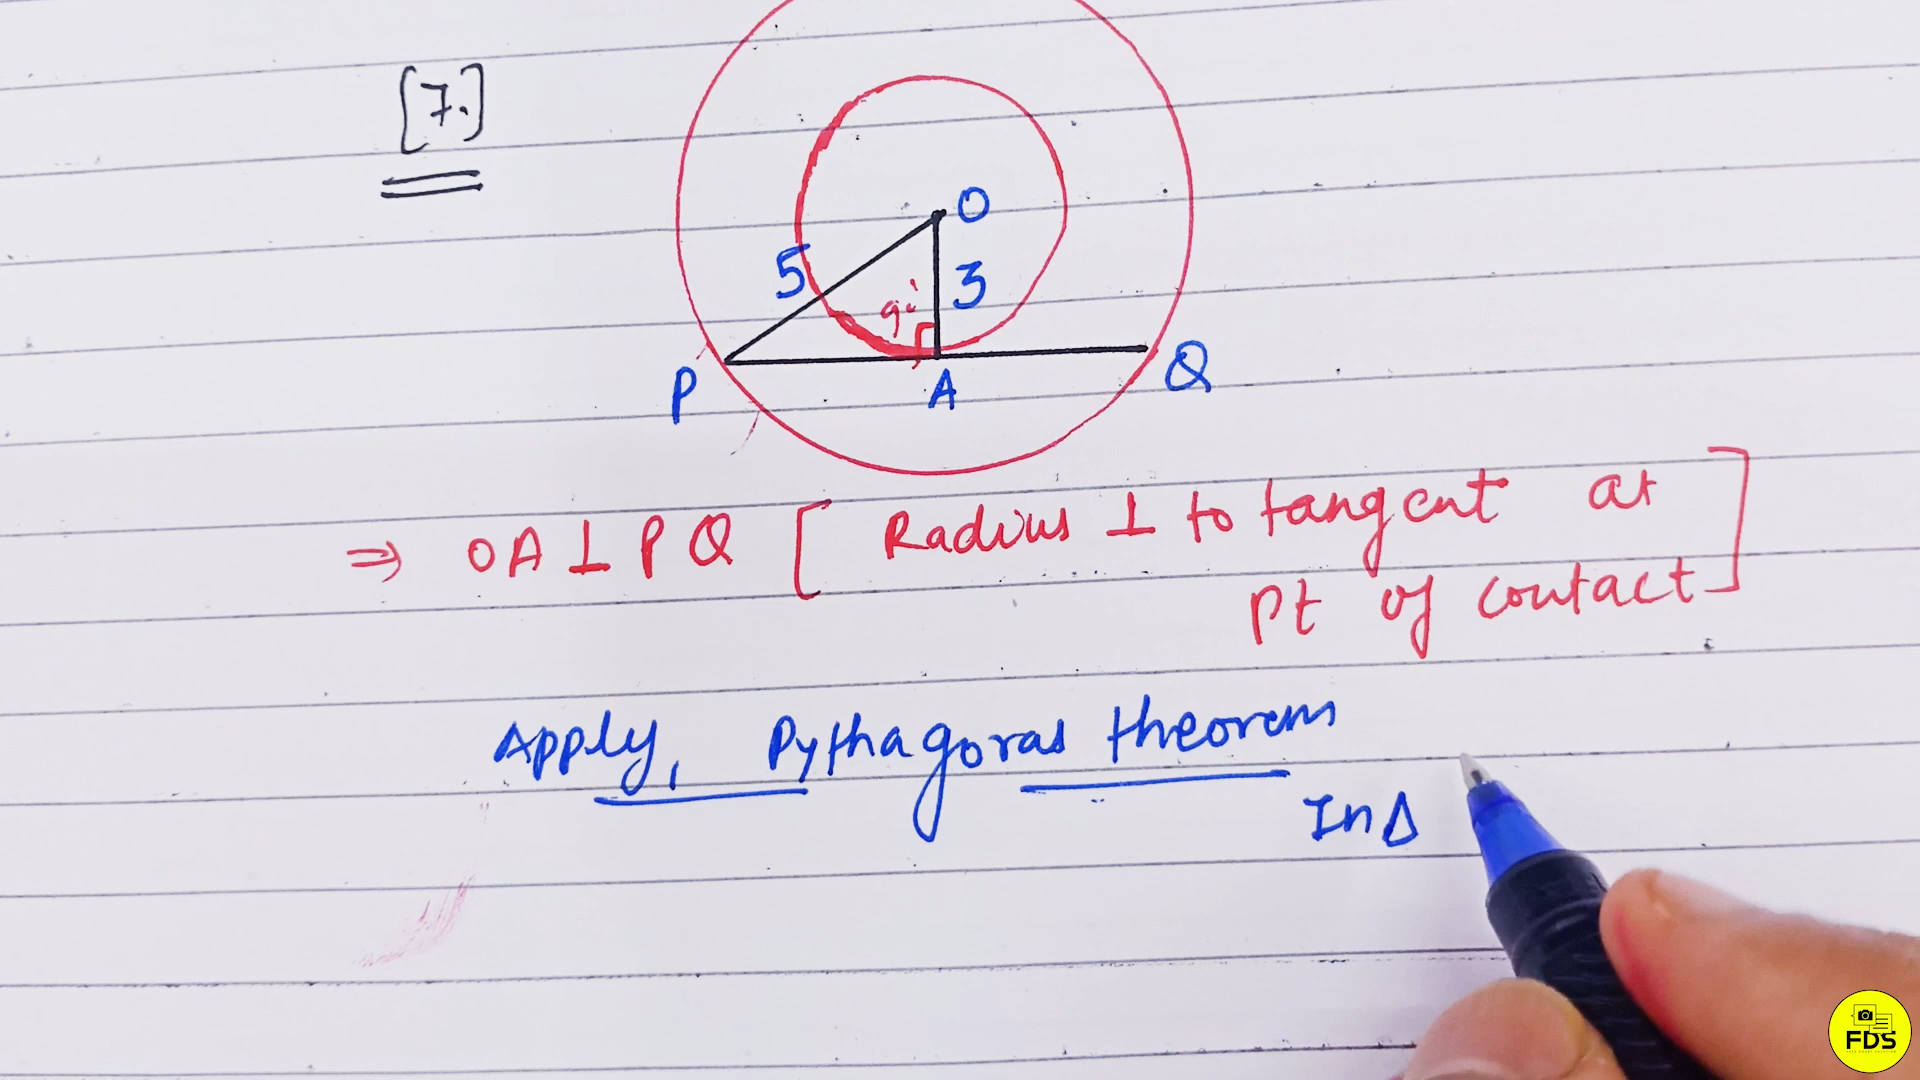 [7.]
O
5
3
90°
P
A
Q
⇒ OA ⊥ PQ [ Radius ⊥ to tangent at
pt of contact ]
Apply, Pythagoras theorem
In Δ
FDS